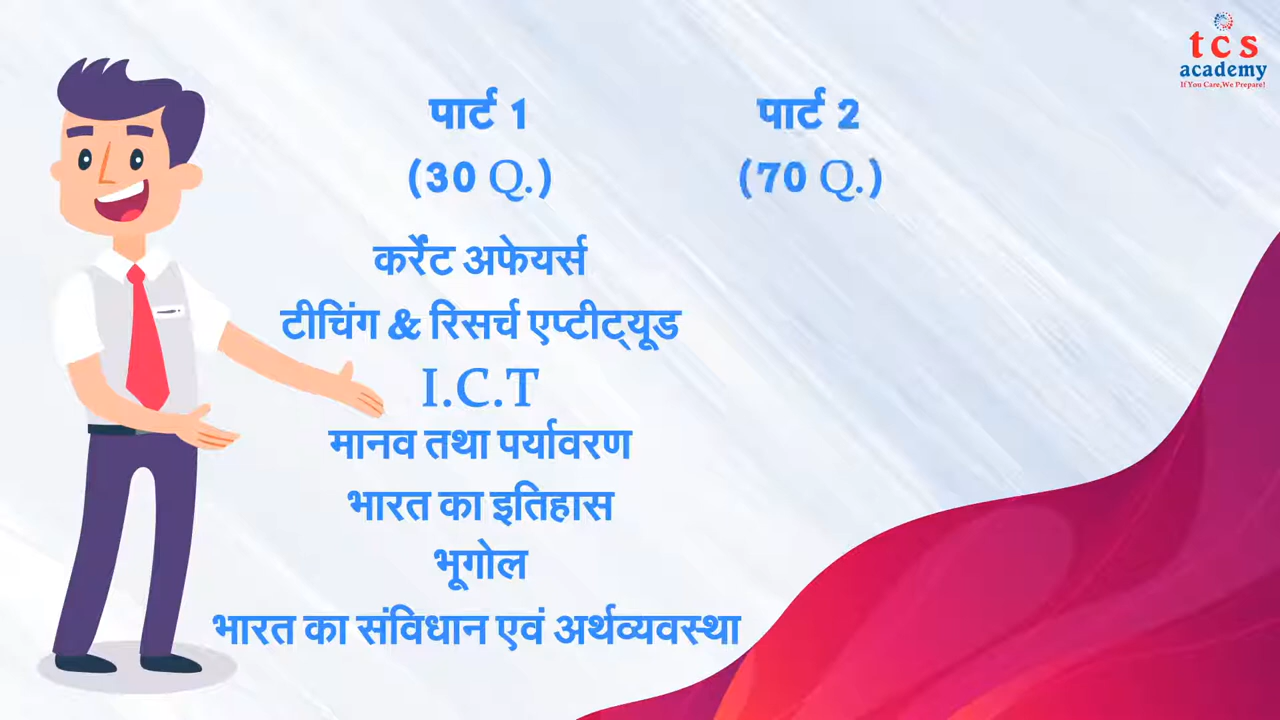 tcs
academy
If You Care,We Prepare!
पार्ट 1
(30 Q.)
पार्ट 2
(70 Q.)
करेंट अफेयर्स
टीचिंग & रिसर्च एप्टीट्यूड
I.C.T
मानव तथा पर्यावरण
भारत का इतिहास
भूगोल
भारत का संविधान एवं अर्थव्यवस्था